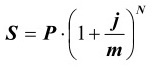 S = P · (1 + j/m)^N